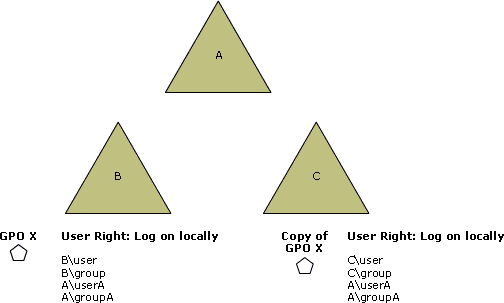 A
B
C
GPO X
User Right: Log on locally
B\user
B\group
A\userA
A\groupA
Copy of
GPO X
User Right: Log on locally
C\user
C\group
A\userA
A\groupA